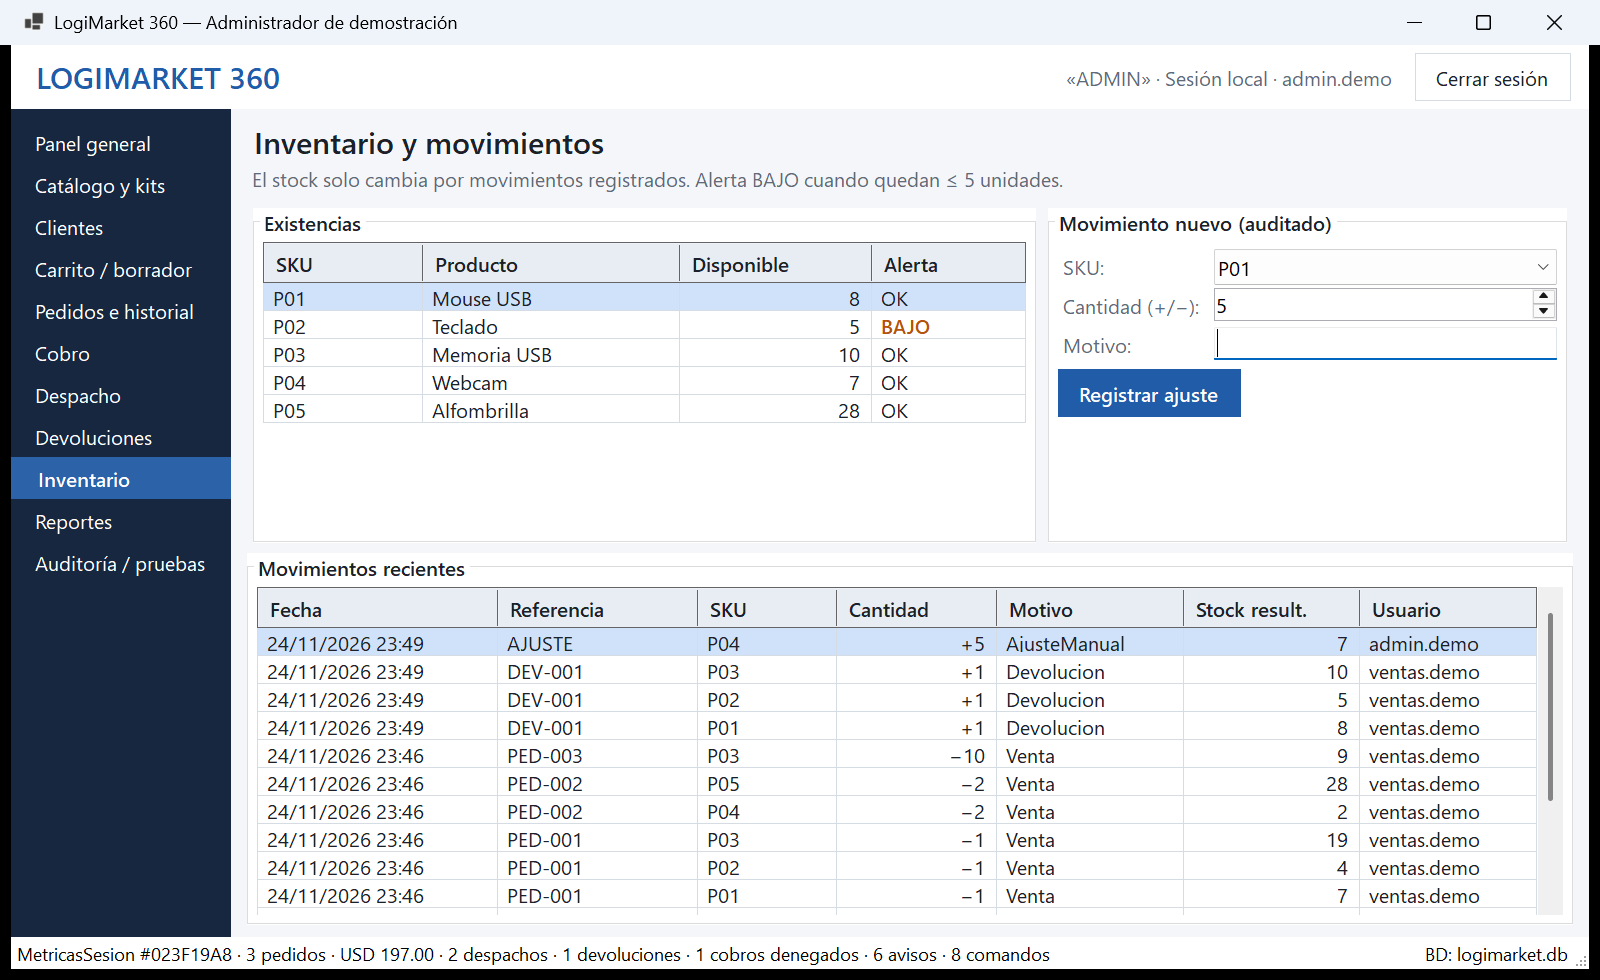 LogiMarket 360 — Administrador de demostración
LOGIMARKET 360
«ADMIN» · Sesión local · admin.demo
Cerrar sesión
Panel general
Catálogo y kits
Clientes
Carrito / borrador
Pedidos e historial
Cobro
Despacho
Devoluciones
Inventario
Reportes
Auditoría / pruebas
Inventario y movimientos
El stock solo cambia por movimientos registrados. Alerta BAJO cuando quedan ≤ 5 unidades.
Existencias
SKU Producto Disponible Alerta
P01 Mouse USB 8 OK
P02 Teclado 5 BAJO
P03 Memoria USB 10 OK
P04 Webcam 7 OK
P05 Alfombrilla 28 OK
Movimiento nuevo (auditado)
SKU: P01
Cantidad (+/−): 5
Motivo:
Registrar ajuste
Movimientos recientes
Fecha Referencia SKU Cantidad Motivo Stock result. Usuario
24/11/2026 23:49 AJUSTE P04 +5 AjusteManual 7 admin.demo
24/11/2026 23:49 DEV-001 P03 +1 Devolucion 10 ventas.demo
24/11/2026 23:49 DEV-001 P02 +1 Devolucion 5 ventas.demo
24/11/2026 23:49 DEV-001 P01 +1 Devolucion 8 ventas.demo
24/11/2026 23:46 PED-003 P03 −10 Venta 9 ventas.demo
24/11/2026 23:46 PED-002 P05 −2 Venta 28 ventas.demo
24/11/2026 23:46 PED-002 P04 −2 Venta 2 ventas.demo
24/11/2026 23:46 PED-001 P03 −1 Venta 19 ventas.demo
24/11/2026 23:46 PED-001 P02 −1 Venta 4 ventas.demo
24/11/2026 23:46 PED-001 P01 −1 Venta 7 ventas.demo
MetricasSesion #023F19A8 · 3 pedidos · USD 197.00 · 2 despachos · 1 devoluciones · 1 cobros denegados · 6 avisos · 8 comandos
BD: logimarket.db